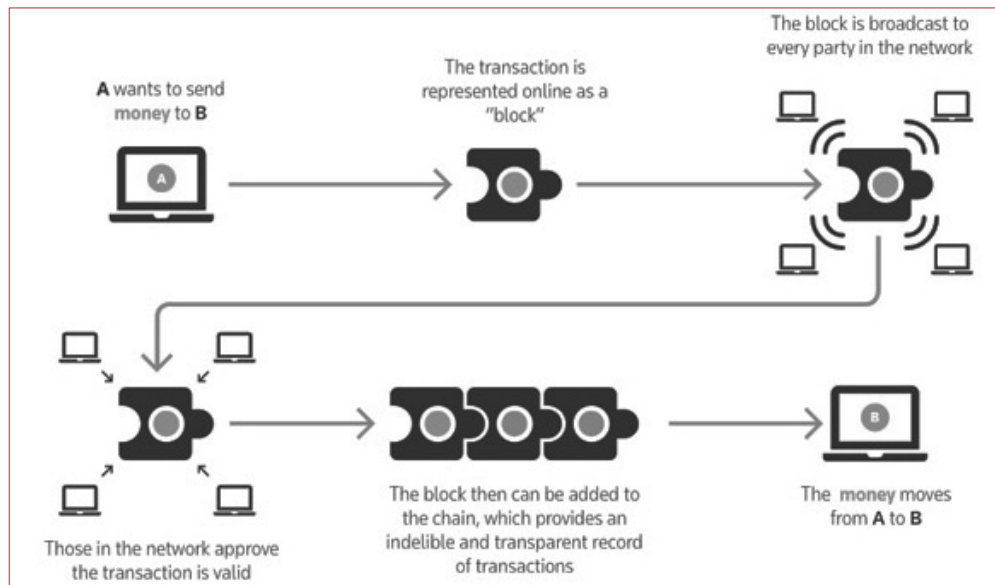 A wants to send
money to B
A
The transaction is
represented online as a
"block"
The block is broadcast to
every party in the network
Those in the network approve
the transaction is valid
The block then can be added to
the chain, which provides an
indelible and transparent record
of transactions
B
The money moves
from A to B